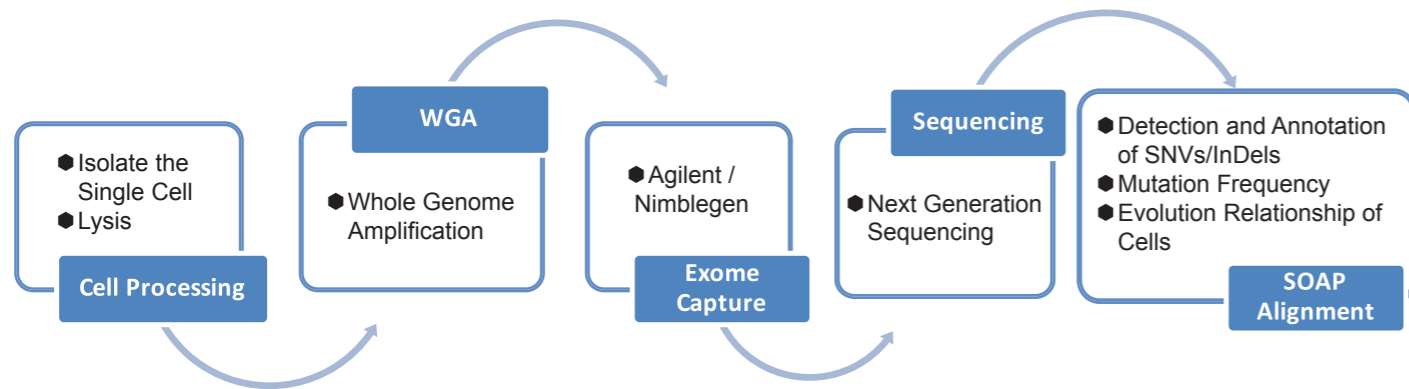 Isolate the
Single Cell
Lysis
Cell Processing
WGA
Whole Genome
Amplification
Agilent /
Nimblegen
Exome
Capture
Sequencing
Next Generation
Sequencing
Detection and Annotation
of SNVs/InDels
Mutation Frequency
Evolution Relationship of
Cells
SOAP
Alignment